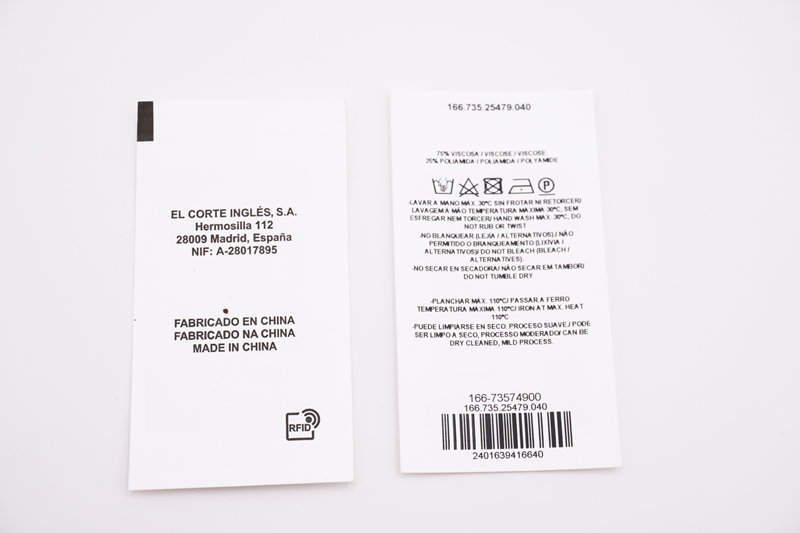 EL CORTE INGLÉS, S.A.
Hermosilla 112
28009 Madrid, España
NIF: A-28017895
FABRICADO EN CHINA
FABRICADO NA CHINA
MADE IN CHINA
RFID
166.735.25479.040
75% VISCOSA / VISCOSE / VISCOSE
25% POLIAMIDA / POLIAMIDA / POLYAMIDE
P
-LAVAR A MANO MÁX. 30ºC SIN FROTAR NI RETORCER/
LAVAGEM A MÃO TEMPERATURA MÁXIMA 30ºC, SEM
ESFREGAR NEM TORCER/ HAND WASH MAX. 30ºC, DO
NOT RUB OR TWIST
-NO BLANQUEAR (LEJÍA / ALTERNATIVOS) / NÃO
PERMITIDO O BRANQUEAMENTO (LIXÍVIA /
ALTERNATIVOS)/ DO NOT BLEACH (BLEACH /
ALTERNATIVES).
-NO SECAR EN SECADORA/ NÃO SECAR EM TAMBOR/
DO NOT TUMBLE DRY
-PLANCHAR MÁX. 110ºC/ PASSAR A FERRO
TEMPERATURA MÁXIMA 110ºC/ IRON AT MAX. HEAT
110ºC
-PUEDE LIMPIARSE EN SECO. PROCESO SUAVE./ PODE
SER LIMPO A SECO, PROCESSO MODERADO/ CAN BE
DRY CLEANED, MILD PROCESS.
166-73574900
166.735.25479.040
2401639416640